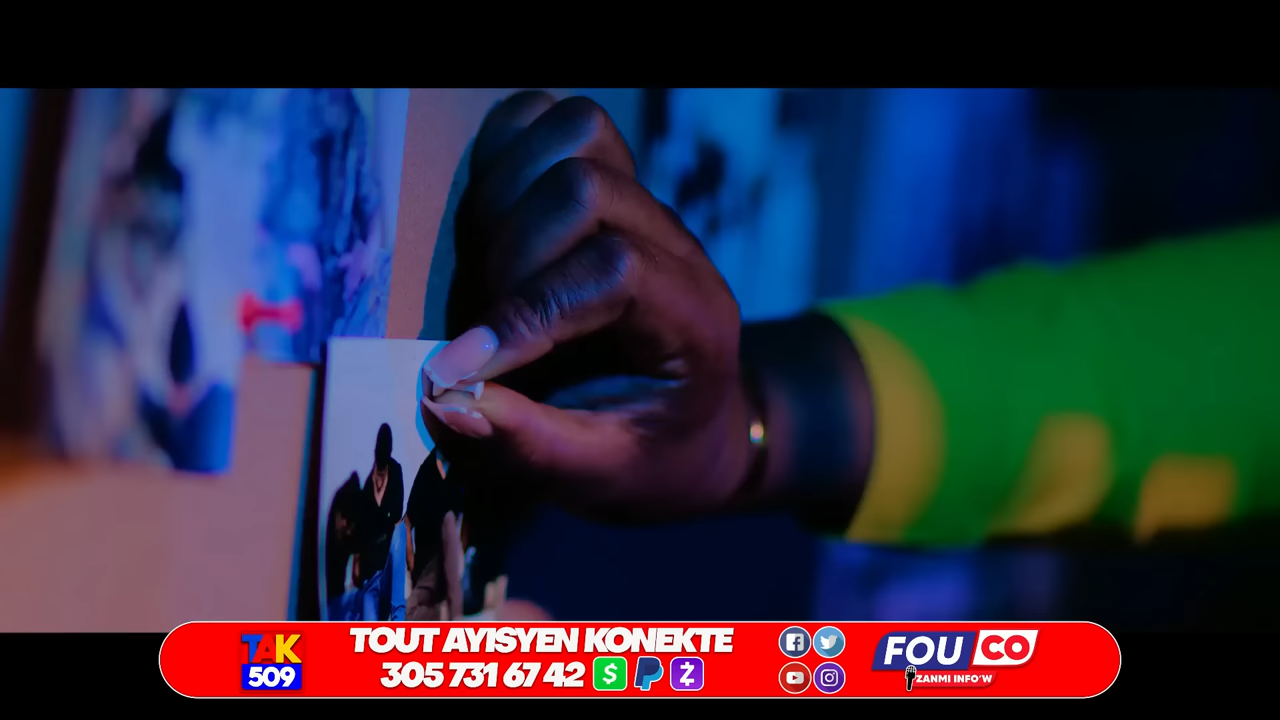 TAK
509
TOUT AYISYEN KONEKTE
305 731 67 42
FOU CO
ZANMI INFO'W